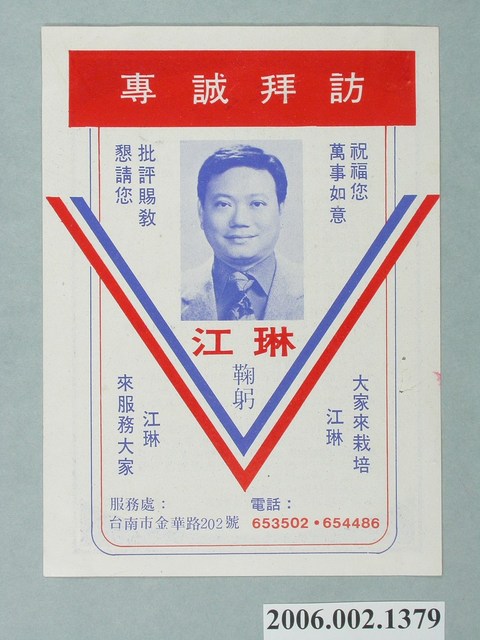 專誠拜訪
祝福您
萬事如意
批評賜敎
懇請您
江琳
鞠躬
大家來栽培
江琳
江琳
來服務大家
服務處：
台南市金華路202號
電話：
653502・654486
2006.002.1379